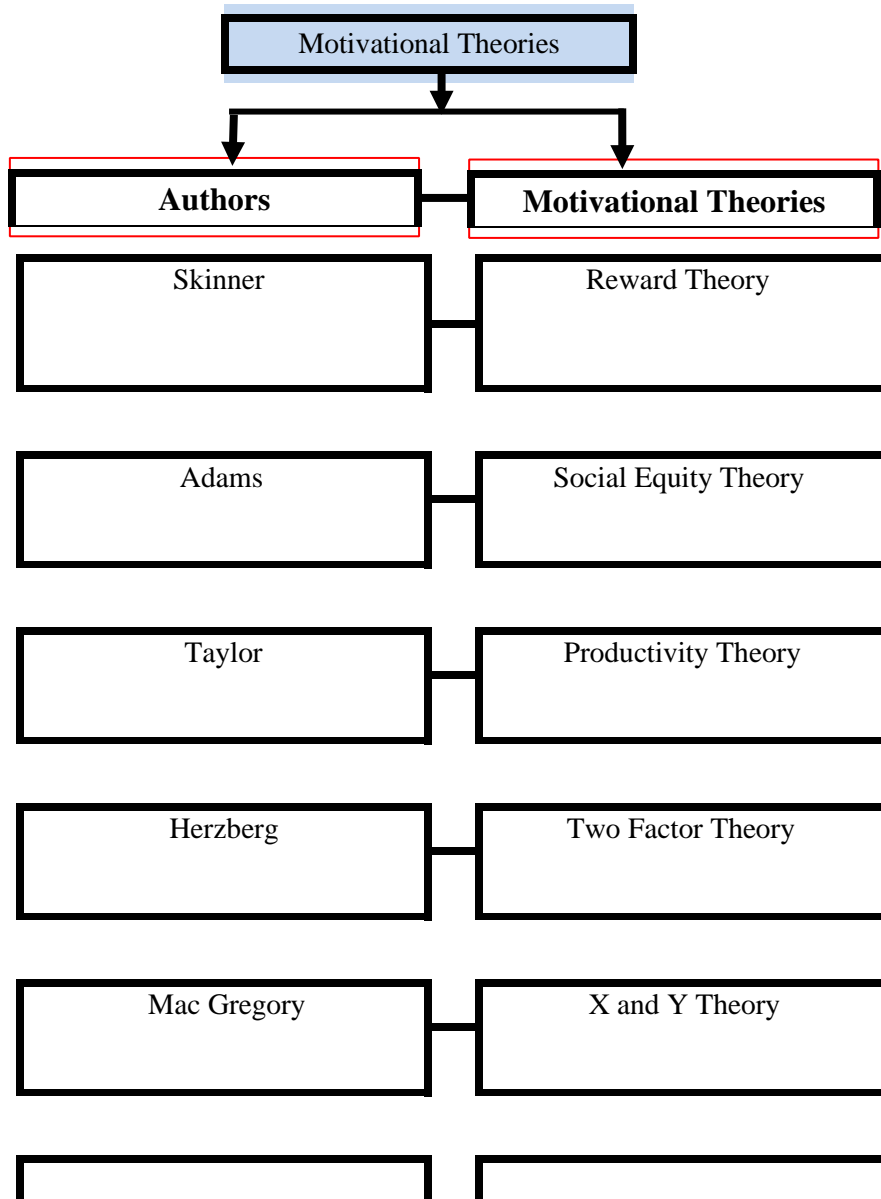 Motivational Theories
Authors
Motivational Theories
Skinner
Reward Theory
Adams
Social Equity Theory
Taylor
Productivity Theory
Herzberg
Two Factor Theory
Mac Gregory
X and Y Theory